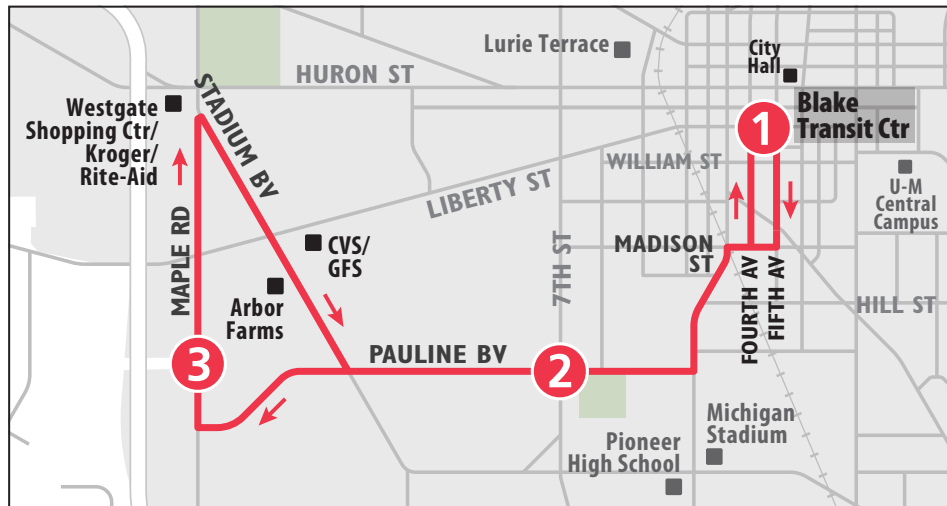 Lurie Terrace
City
Hall
HURON ST
STADIUM BV
Westgate
Shopping Ctr/
Kroger/
Rite-Aid
1
Blake
Transit Ctr
WILLIAM ST
LIBERTY ST
U-M
Central
Campus
MAPLE RD
CVS/
GFS
7TH ST
MADISON
ST
FOURTH AV
FIFTH AV
HILL ST
Arbor
Farms
3
PAULINE BV
2
Michigan
Stadium
Pioneer
High School